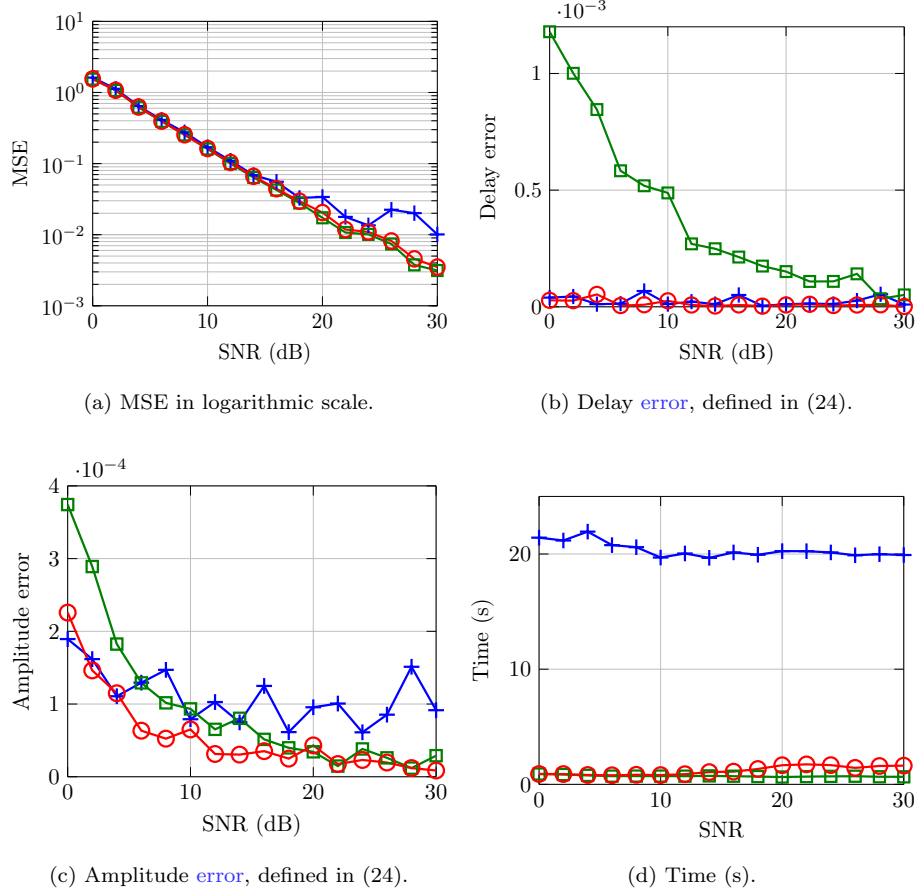 10^1
10^0
10^−1
10^−2
10^−3
MSE
0 10 20 30
SNR (dB)
(a) MSE in logarithmic scale.
·10^−3
1
0.5
0
Delay error
0 10 20 30
SNR (dB)
(b) Delay error, defined in (24).
·10^−4
4
3
2
1
0
Amplitude error
0 10 20 30
SNR (dB)
(c) Amplitude error, defined in (24).
20
10
0
Time (s)
0 10 20 30
SNR
(d) Time (s).